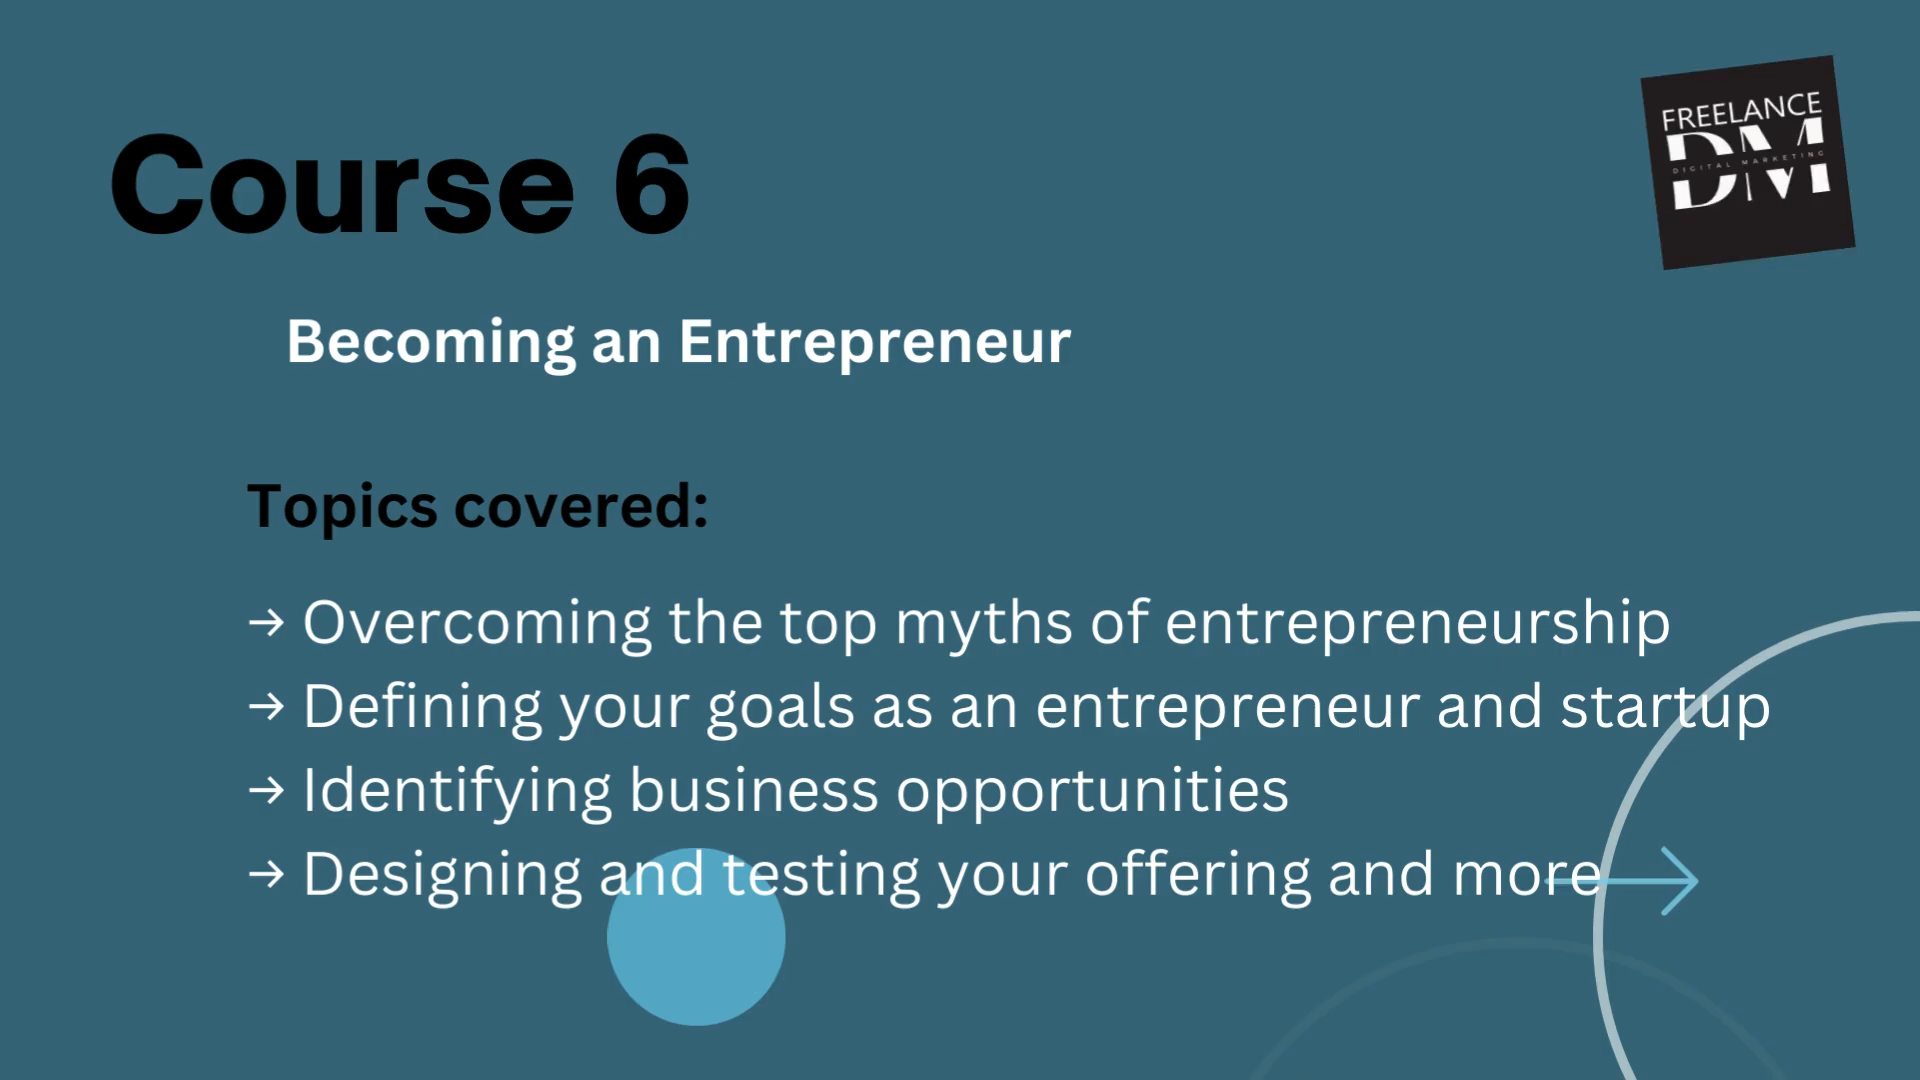 Course 6
FREELANCE
DM
DIGITAL MARKETING
Becoming an Entrepreneur
Topics covered:
→ Overcoming the top myths of entrepreneurship
→ Defining your goals as an entrepreneur and startup
→ Identifying business opportunities
→ Designing and testing your offering and more